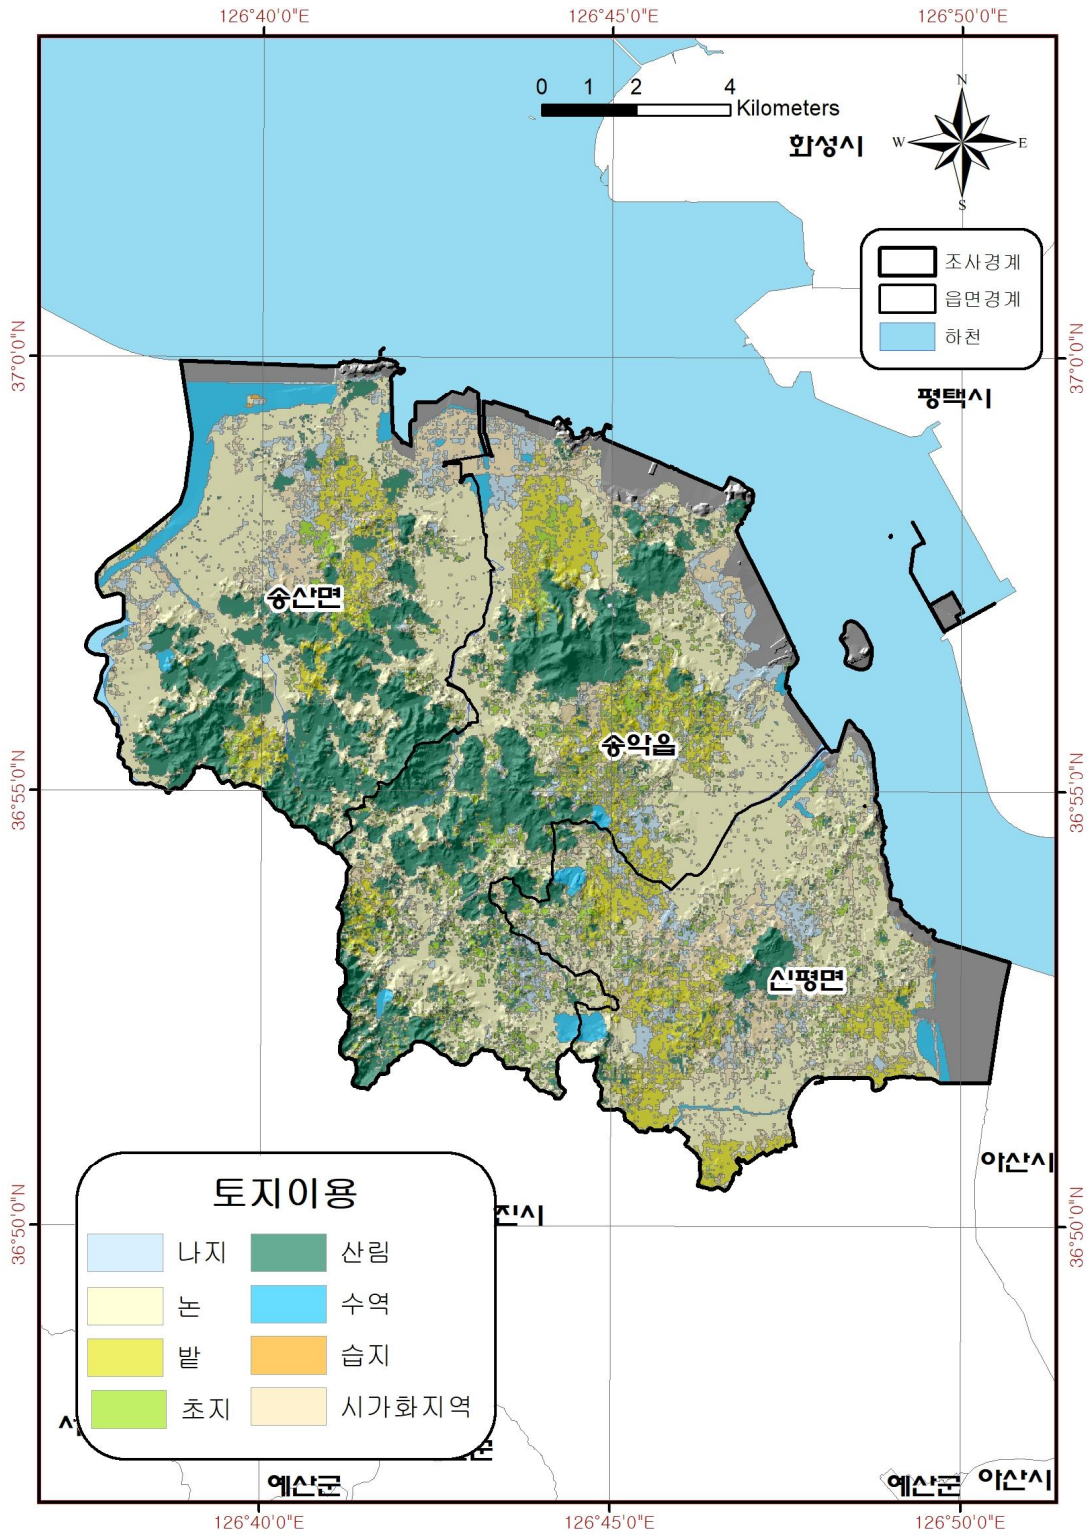 126°40'0"E 126°45'0"E 126°50'0"E
0 1 2 4
Kilometers
N
W E
S
화성시
조사경계
읍면경계
하천
37°0'0"N 37°0'0"N
평택시
송산면
송악읍
36°55'0"N 36°55'0"N
신평면
아산시
진시
36°50'0"N 36°50'0"N
토지이용
나지 산림
논 수역
밭 습지
초지 시가화지역
군
예산군 예산군 아산시
126°40'0"E 126°45'0"E 126°50'0"E